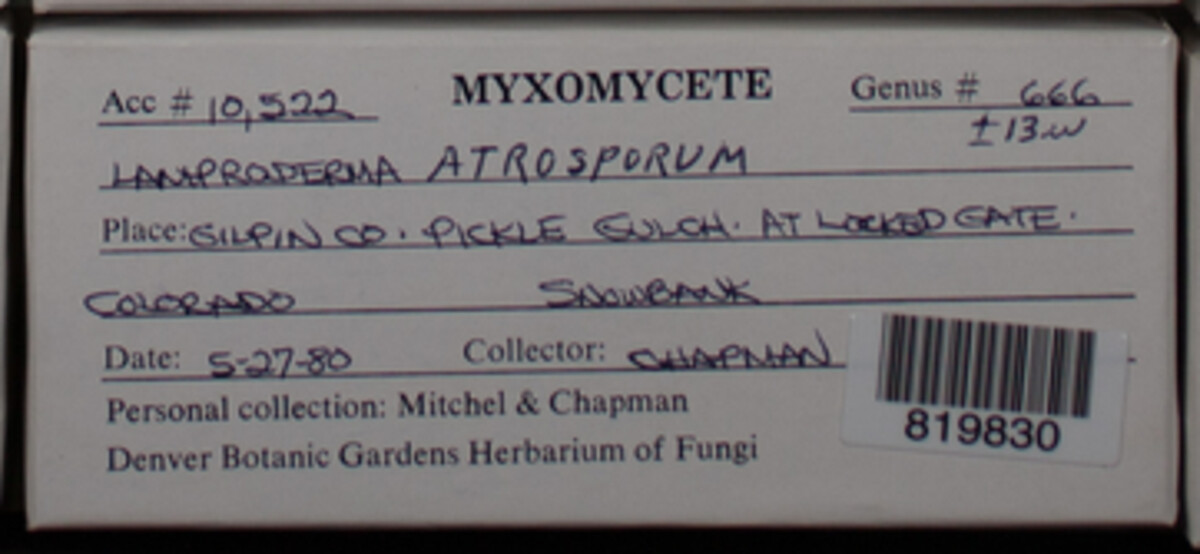 Acc # 10,522 MYXOMYCETE Genus # 666
±13w
LAMPRODERMA ATROSPORUM
Place: GILPIN CO. PICKLE GULCH. AT LOCKED GATE.
COLORADO SNOWBANK
Date: 5-27-80 Collector: CHAPMAN
Personal collection: Mitchel & Chapman
Denver Botanic Gardens Herbarium of Fungi
819830